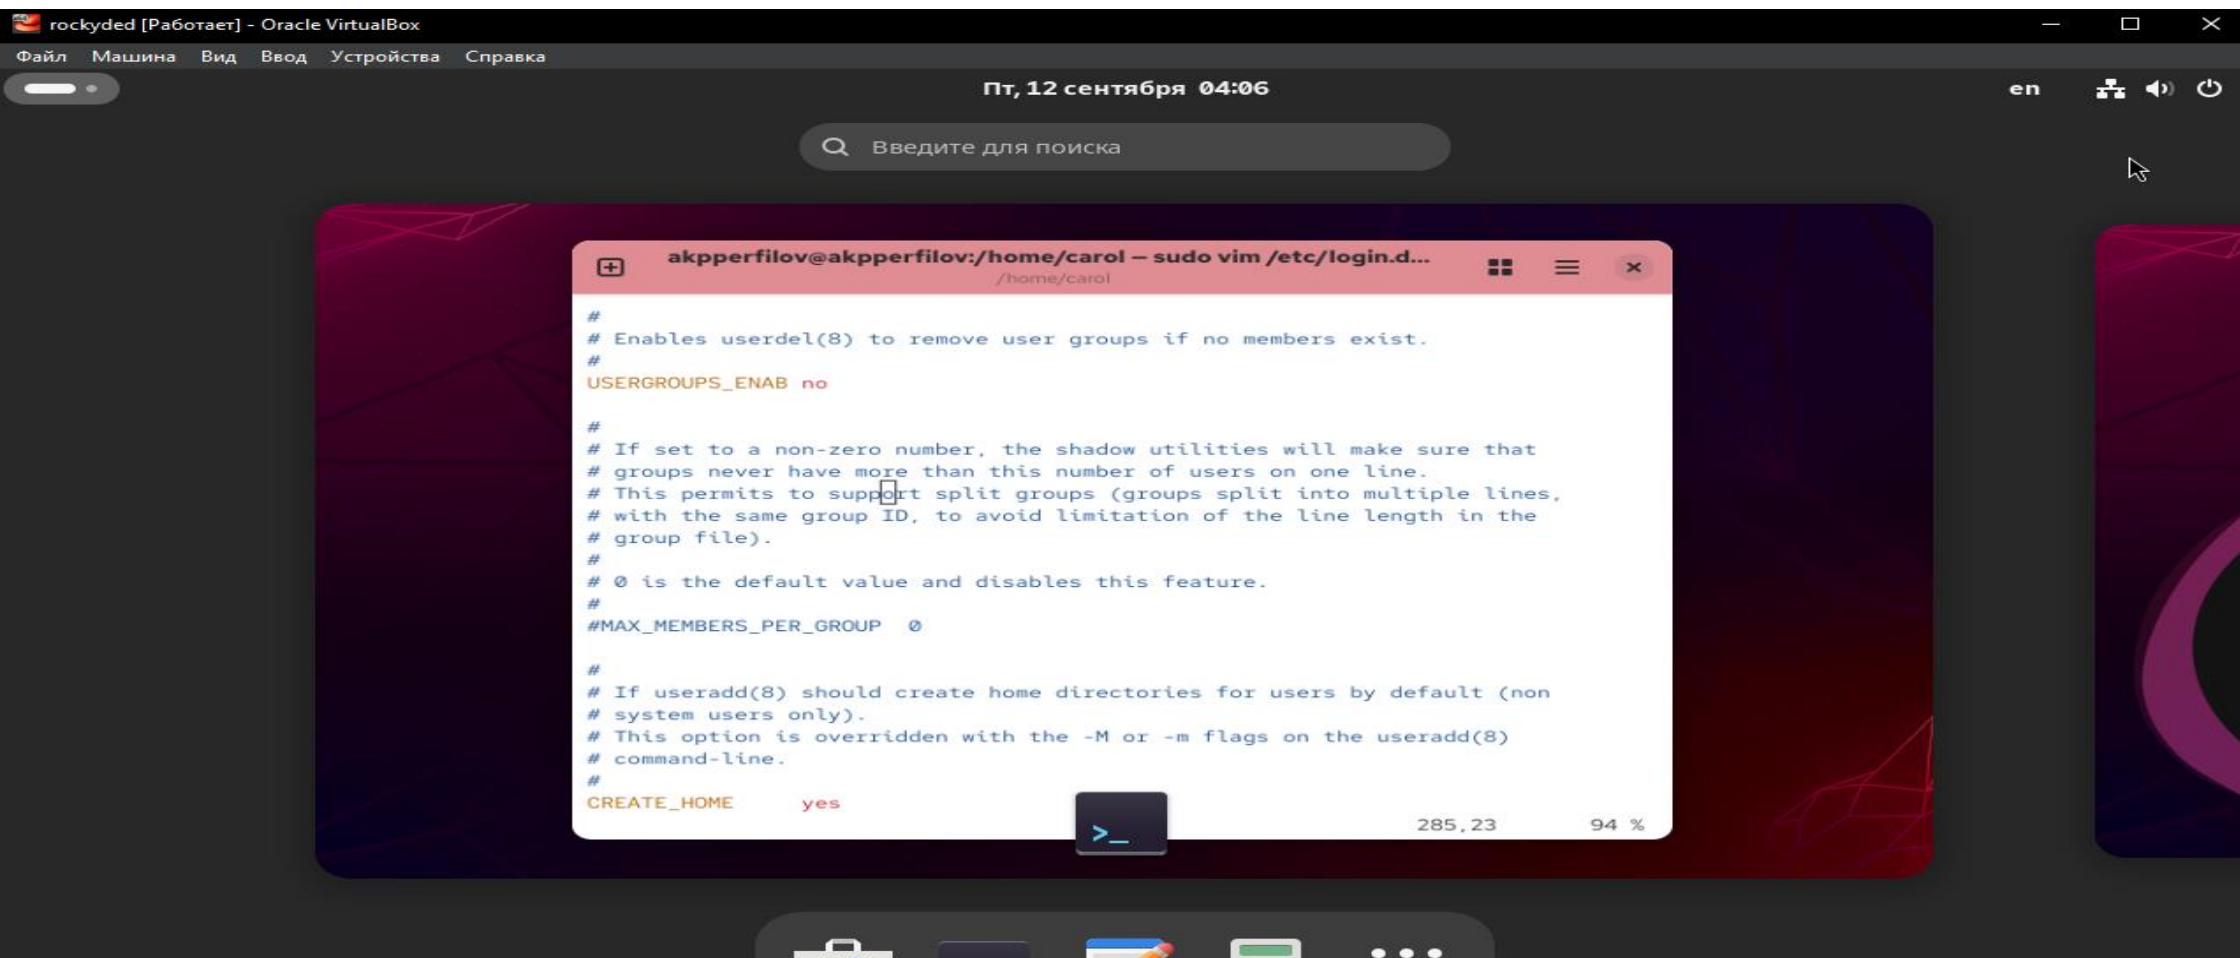 rockyded [Работает] - Oracle VirtualBox
Файл Машина Вид Ввод Устройства Справка
Пт, 12 сентября 04:06
en
Введите для поиска
akpperfilov@akpperfilov:/home/carol — sudo vim /etc/login.d...
/home/carol
#
# Enables userdel(8) to remove user groups if no members exist.
#
USERGROUPS_ENAB no
#
# If set to a non-zero number, the shadow utilities will make sure that
# groups never have more than this number of users on one line.
# This permits to support split groups (groups split into multiple lines,
# with the same group ID, to avoid limitation of the line length in the
# group file).
#
# 0 is the default value and disables this feature.
#
#MAX_MEMBERS_PER_GROUP 0
#
# If useradd(8) should create home directories for users by default (non
# system users only).
# This option is overridden with the -M or -m flags on the useradd(8)
# command-line.
#
CREATE_HOME yes
285,23 94 %
>_